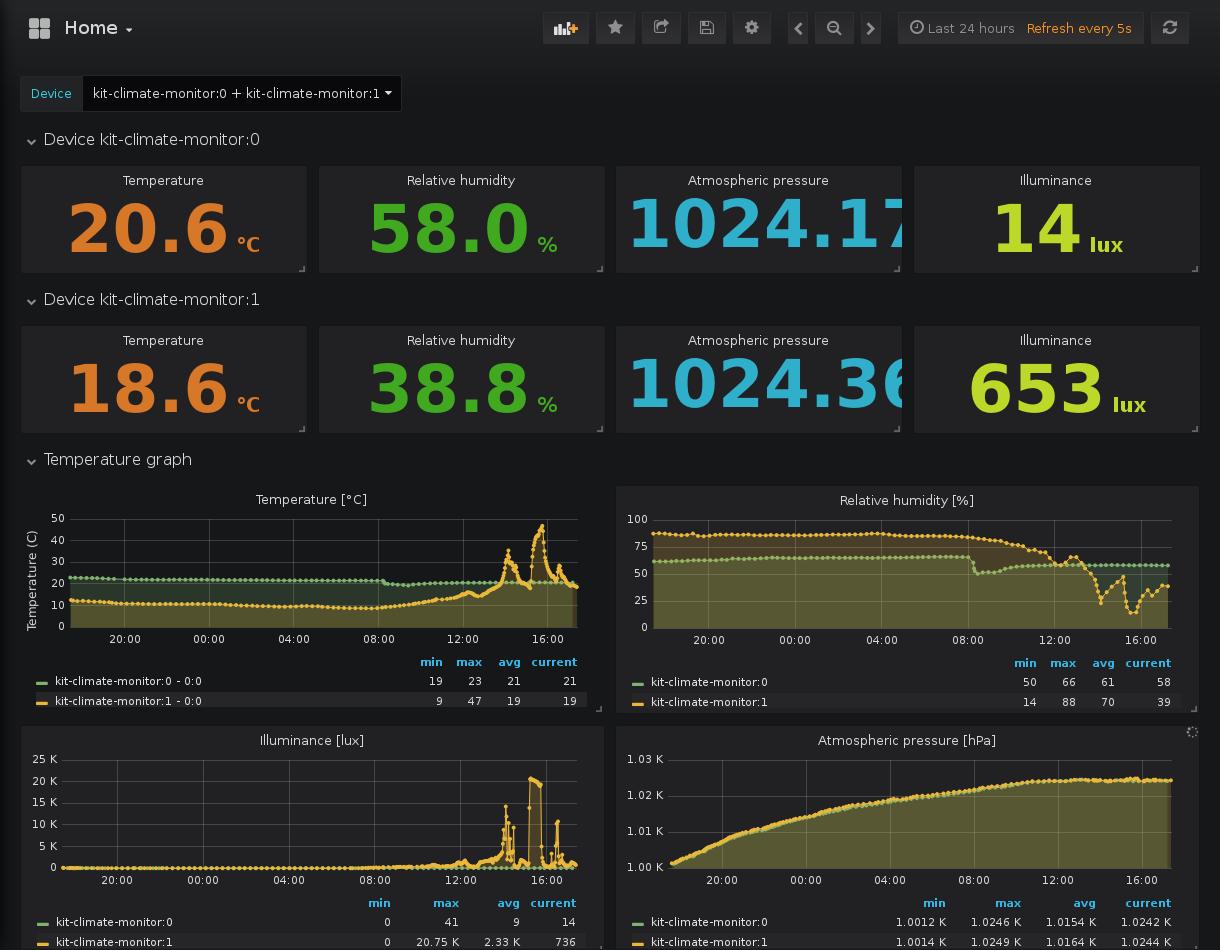 Home
Last 24 hours Refresh every 5s
Device kit-climate-monitor:0 + kit-climate-monitor:1
Device kit-climate-monitor:0
Temperature Relative humidity Atmospheric pressure Illuminance
20.6 °C 58.0 % 1024.17 14 lux
Device kit-climate-monitor:1
Temperature Relative humidity Atmospheric pressure Illuminance
18.6 °C 38.8 % 1024.36 653 lux
Temperature graph
Temperature [°C]
Temperature (C)
50
40
30
20
10
0
20:00 00:00 04:00 08:00 12:00 16:00
min max avg current
kit-climate-monitor:0 - 0:0 19 23 21 21
kit-climate-monitor:1 - 0:0 9 47 19 19
Relative humidity [%]
100
75
50
25
0
20:00 00:00 04:00 08:00 12:00 16:00
min max avg current
kit-climate-monitor:0 50 66 61 58
kit-climate-monitor:1 14 88 70 39
Illuminance [lux]
25 K
20 K
15 K
10 K
5 K
0
20:00 00:00 04:00 08:00 12:00 16:00
min max avg current
kit-climate-monitor:0 0 41 9 14
kit-climate-monitor:1 0 20.75 K 2.33 K 736
Atmospheric pressure [hPa]
1.03 K
1.02 K
1.01 K
1.00 K
20:00 00:00 04:00 08:00 12:00 16:00
min max avg current
kit-climate-monitor:0 1.0012 K 1.0246 K 1.0154 K 1.0242 K
kit-climate-monitor:1 1.0014 K 1.0249 K 1.0164 K 1.0244 K